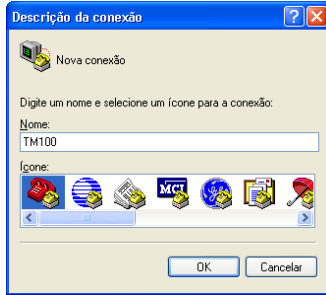 Descrição da conexão
Nova conexão
Digite um nome e selecione um ícone para a conexão:
Nome:
TM100
Ícone:
MCI
OK
Cancelar